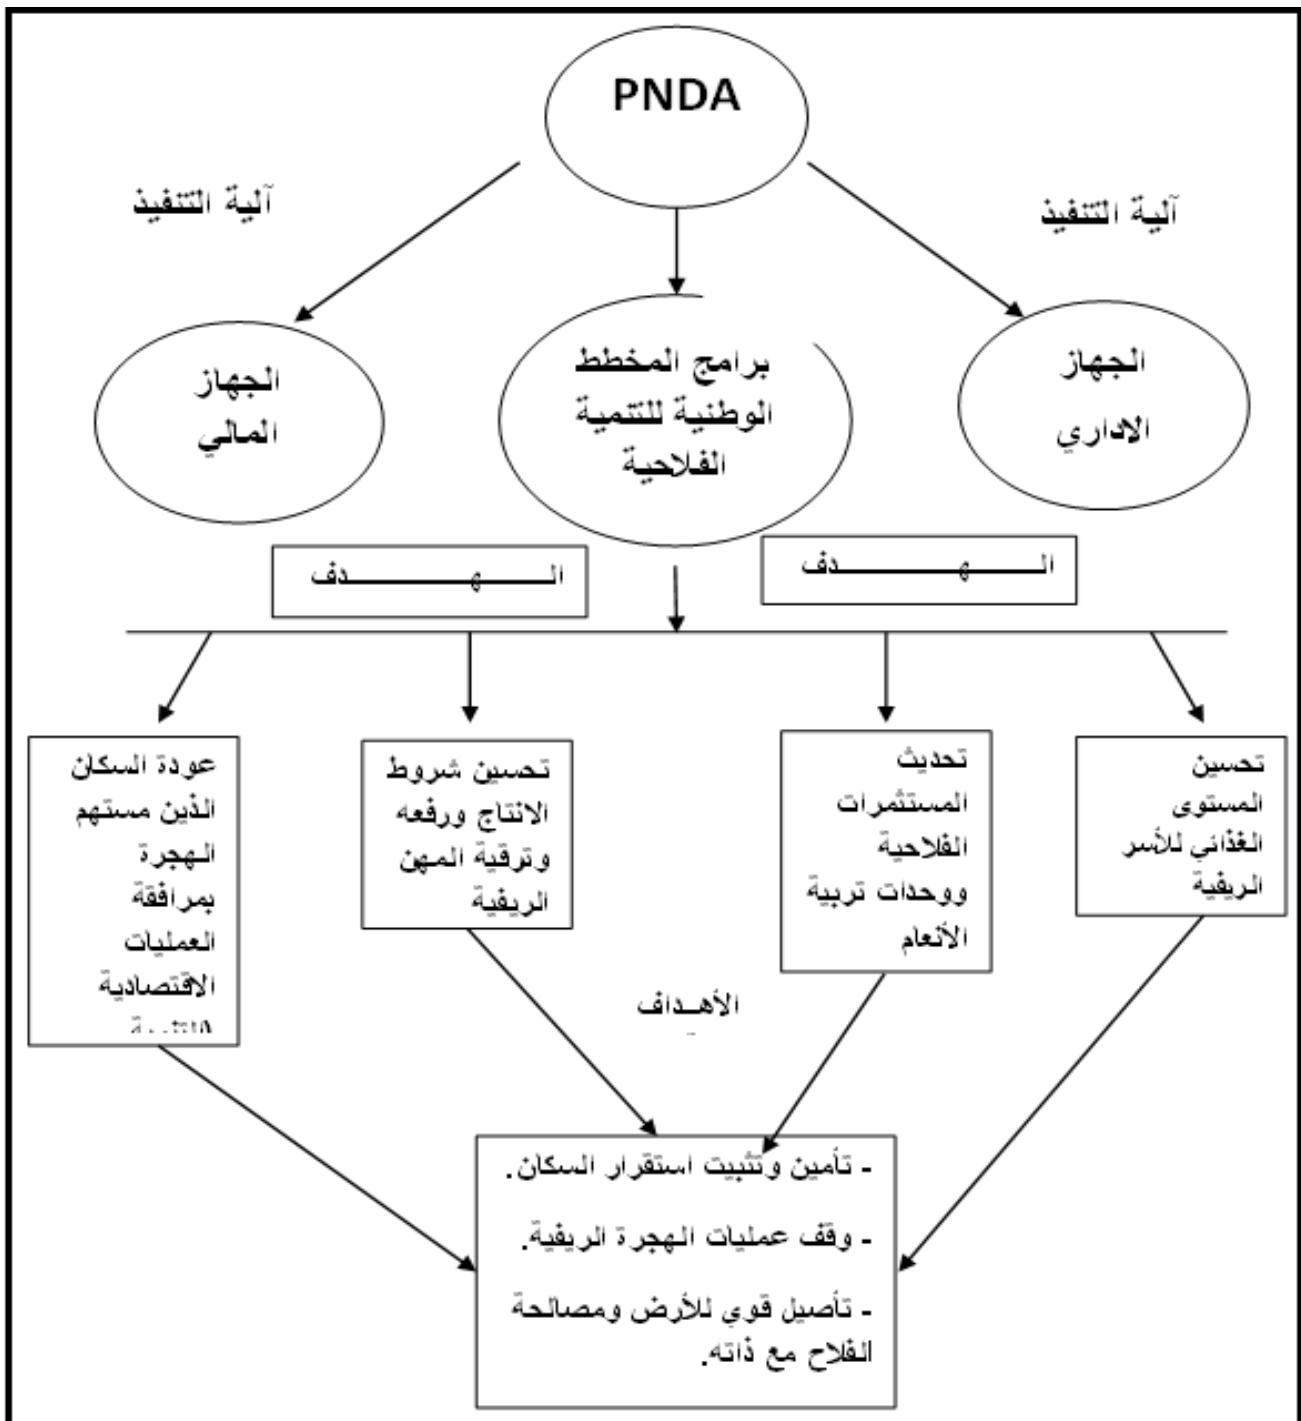 PNDA
آلية التنفيذ
آلية التنفيذ
الجهاز
الاداري
برامج المخطط
الوطنية للتنمية
الفلاحية
الجهاز
المالي
الـهـدف
الـهـدف
تحسين
المستوى
الغذائي للأسر
الريفية
تحديث
المستثمرات
الفلاحية
ووحدات تربية
الأنعام
تحسين شروط
الانتاج ورفعه
وترقية المهن
الريفية
عودة السكان
الذين مستهم
الهجرة
بمرافقة
العمليات
الاقتصادية
الأهـداف
- تأمين وتثبيت استقرار السكان.
- وقف عمليات الهجرة الريفية.
- تأصيل قوي للأرض ومصالحة
الفلاح مع ذاته.